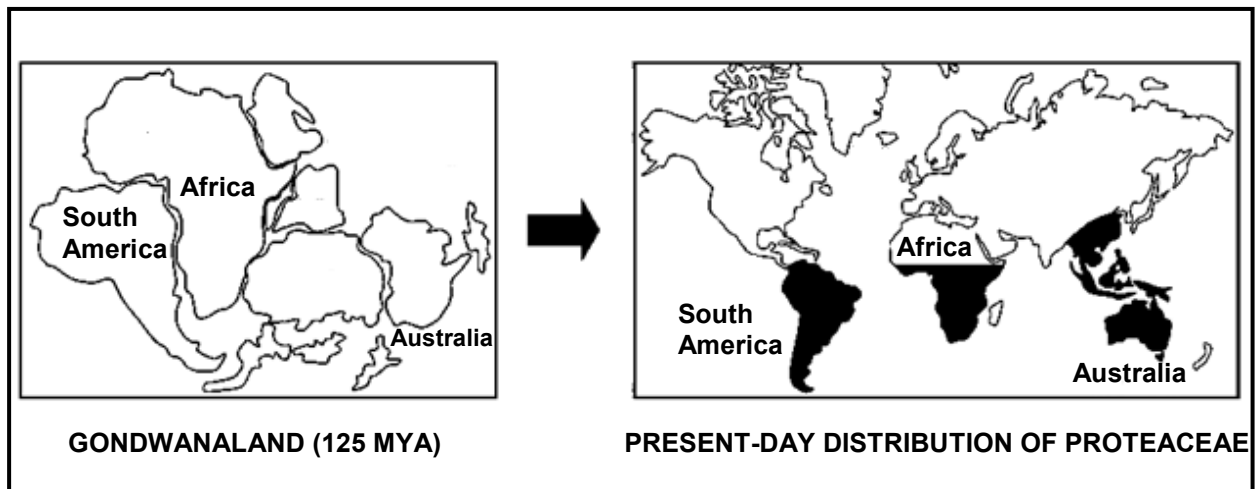 Africa
South
America
Australia
GONDWANALAND (125 MYA)
Africa
South
America
Australia
PRESENT-DAY DISTRIBUTION OF PROTEACEAE